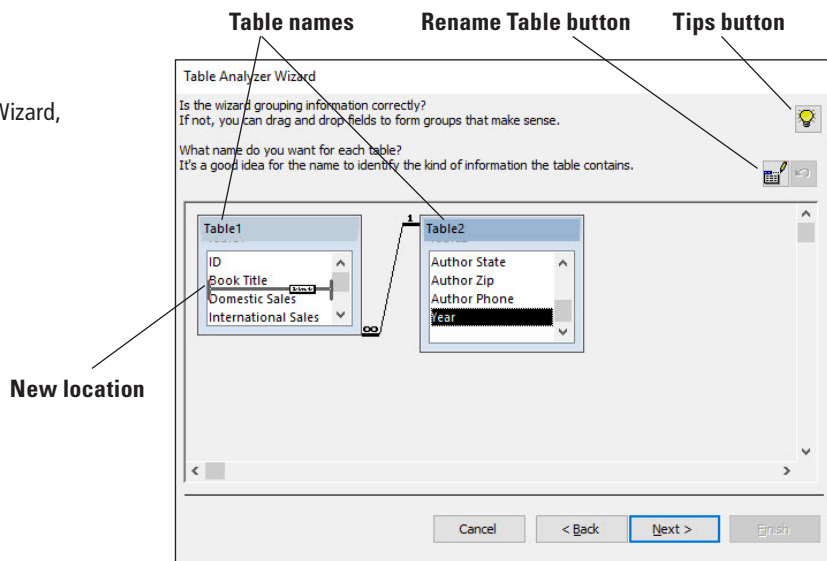 Table names
Rename Table button
Tips button
Wizard,
Table Analyzer Wizard
Is the wizard grouping information correctly?
If not, you can drag and drop fields to form groups that make sense.
What name do you want for each table?
It's a good idea for the name to identify the kind of information the table contains.
Table1
ID
Book Title
Domestic Sales
International Sales
1
∞
Table2
Author State
Author Zip
Author Phone
Year
New location
Cancel
< Back
Next >
Finish